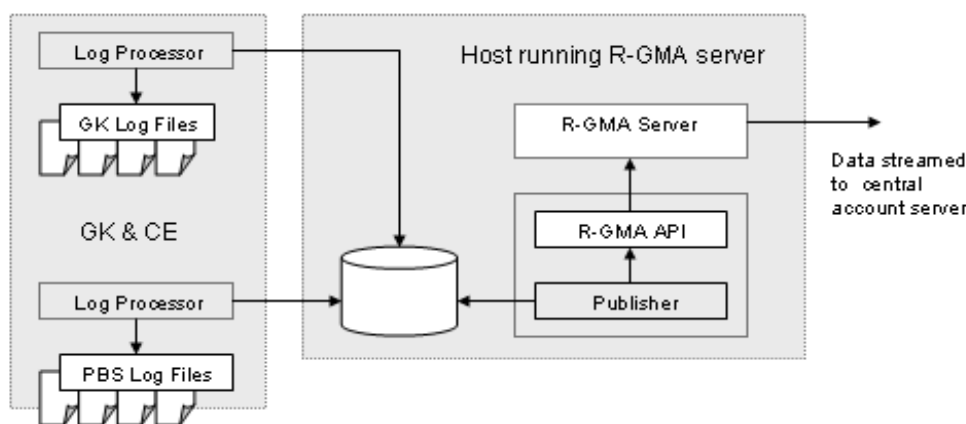 Log Processor
GK Log Files
GK & CE
Log Processor
PBS Log Files
Host running R-GMA server
R-GMA Server
R-GMA API
Publisher
Data streamed
to central
account server